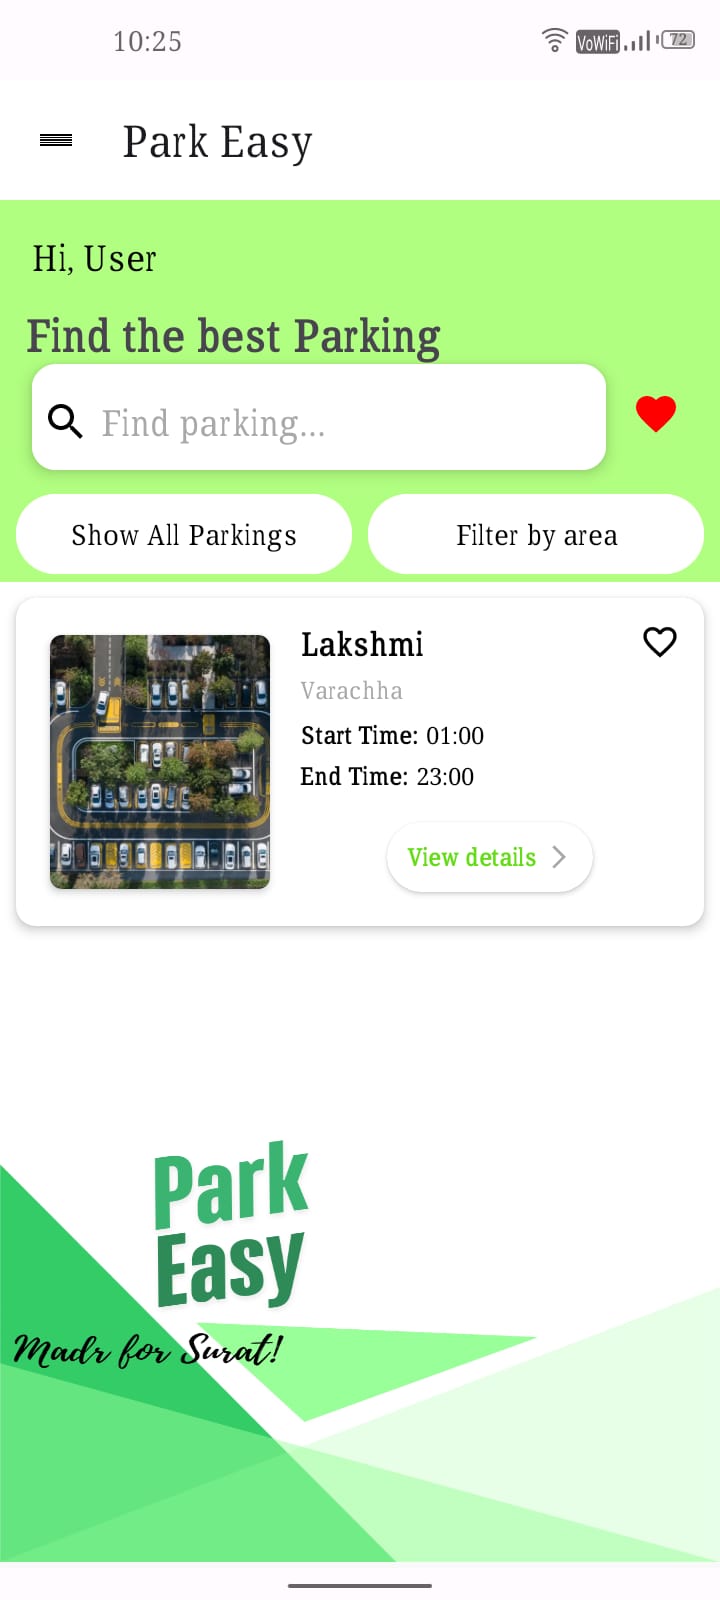 10:25
VoWiFi
72
Park Easy
Hi, User
Find the best Parking
Find parking...
Show All Parkings
Filter by area
Lakshmi
Varachha
Start Time: 01:00
End Time: 23:00
View details
Park
Easy
Madr for Surat!